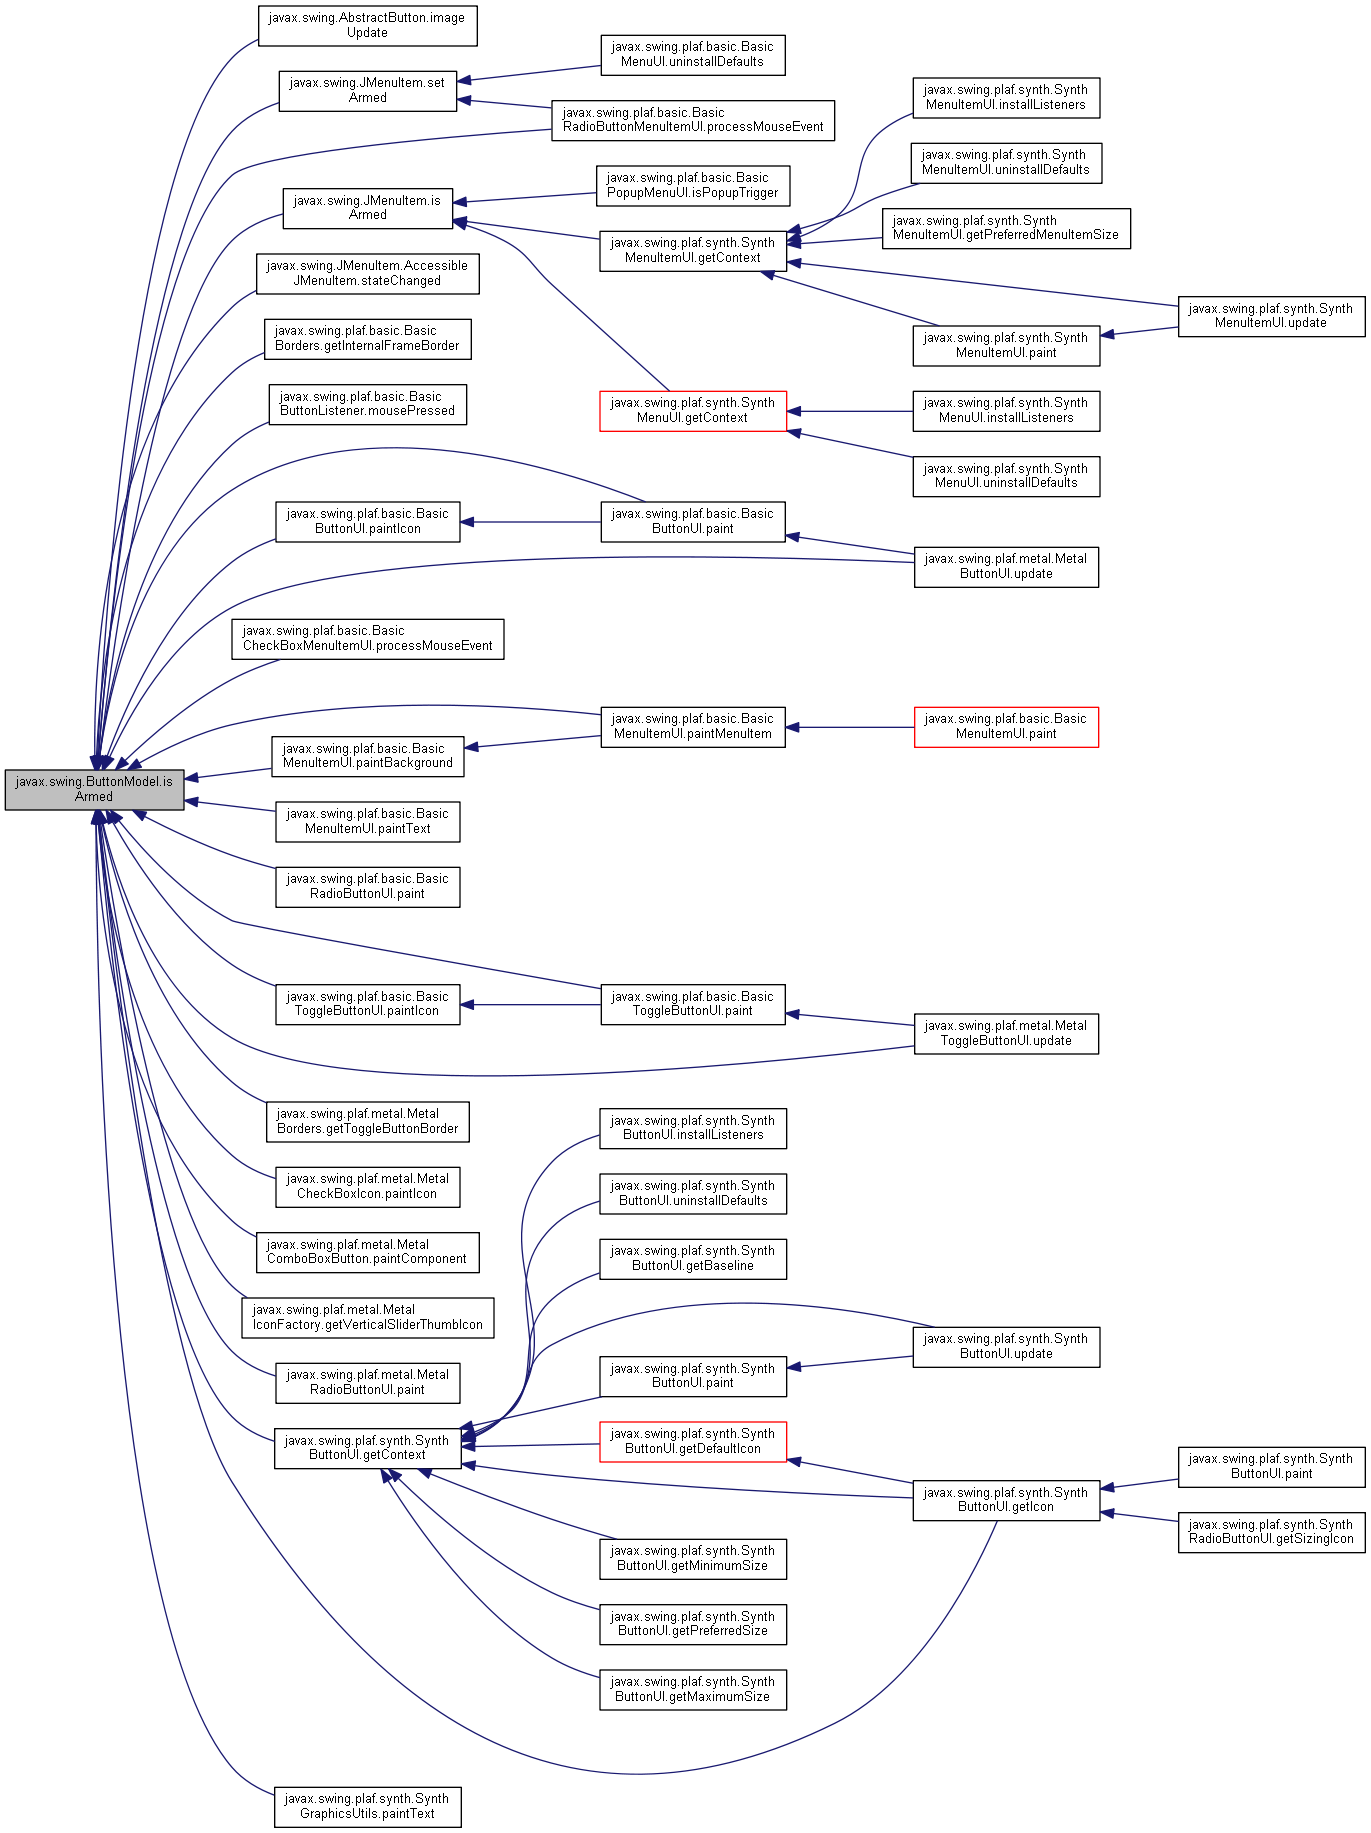 javax.swing.AbstractButton.image
Update
javax.swing.JMenuItem.set
Armed
javax.swing.plaf.basic.Basic
MenuUI.uninstallDefaults
javax.swing.plaf.basic.Basic
RadioButtonMenuItemUI.processMouseEvent
javax.swing.plaf.synth.Synth
MenuItemUI.installListeners
javax.swing.plaf.synth.Synth
MenuItemUI.uninstallDefaults
javax.swing.JMenuItem.is
Armed
javax.swing.plaf.basic.Basic
PopupMenuUI.isPopupTrigger
javax.swing.plaf.synth.Synth
MenuItemUI.getPreferredMenuItemSize
javax.swing.plaf.synth.Synth
MenuItemUI.getContext
javax.swing.JMenuItem.Accessible
JMenuItem.stateChanged
javax.swing.plaf.synth.Synth
MenuItemUI.update
javax.swing.plaf.basic.Basic
Borders.getInternalFrameBorder
javax.swing.plaf.synth.Synth
MenuItemUI.paint
javax.swing.plaf.basic.Basic
ButtonListener.mousePressed
javax.swing.plaf.synth.Synth
MenuUI.getContext
javax.swing.plaf.synth.Synth
MenuUI.installListeners
javax.swing.plaf.synth.Synth
MenuUI.uninstallDefaults
javax.swing.plaf.basic.Basic
ButtonUI.paintIcon
javax.swing.plaf.basic.Basic
ButtonUI.paint
javax.swing.plaf.metal.Metal
ButtonUI.update
javax.swing.plaf.basic.Basic
CheckBoxMenuItemUI.processMouseEvent
javax.swing.plaf.basic.Basic
MenuItemUI.paintMenuItem
javax.swing.plaf.basic.Basic
MenuItemUI.paint
javax.swing.plaf.basic.Basic
MenuItemUI.paintBackground
javax.swing.ButtonModel.is
Armed
javax.swing.plaf.basic.Basic
MenuItemUI.paintText
javax.swing.plaf.basic.Basic
RadioButtonUI.paint
javax.swing.plaf.basic.Basic
ToggleButtonUI.paintIcon
javax.swing.plaf.basic.Basic
ToggleButtonUI.paint
javax.swing.plaf.metal.Metal
ToggleButtonUI.update
javax.swing.plaf.metal.Metal
Borders.getToggleButtonBorder
javax.swing.plaf.synth.Synth
ButtonUI.installListeners
javax.swing.plaf.metal.Metal
CheckBoxIcon.paintIcon
javax.swing.plaf.synth.Synth
ButtonUI.uninstallDefaults
javax.swing.plaf.metal.Metal
ComboBoxButton.paintComponent
javax.swing.plaf.synth.Synth
ButtonUI.getBaseline
javax.swing.plaf.metal.Metal
IconFactory.getVerticalSliderThumbIcon
javax.swing.plaf.synth.Synth
ButtonUI.update
javax.swing.plaf.metal.Metal
RadioButtonUI.paint
javax.swing.plaf.synth.Synth
ButtonUI.paint
javax.swing.plaf.synth.Synth
ButtonUI.getContext
javax.swing.plaf.synth.Synth
ButtonUI.getDefaultIcon
javax.swing.plaf.synth.Synth
ButtonUI.getIcon
javax.swing.plaf.synth.Synth
ButtonUI.paint
javax.swing.plaf.synth.Synth
RadioButtonUI.getSizingIcon
javax.swing.plaf.synth.Synth
ButtonUI.getMinimumSize
javax.swing.plaf.synth.Synth
ButtonUI.getPreferredSize
javax.swing.plaf.synth.Synth
ButtonUI.getMaximumSize
javax.swing.plaf.synth.Synth
GraphicsUtils.paintText